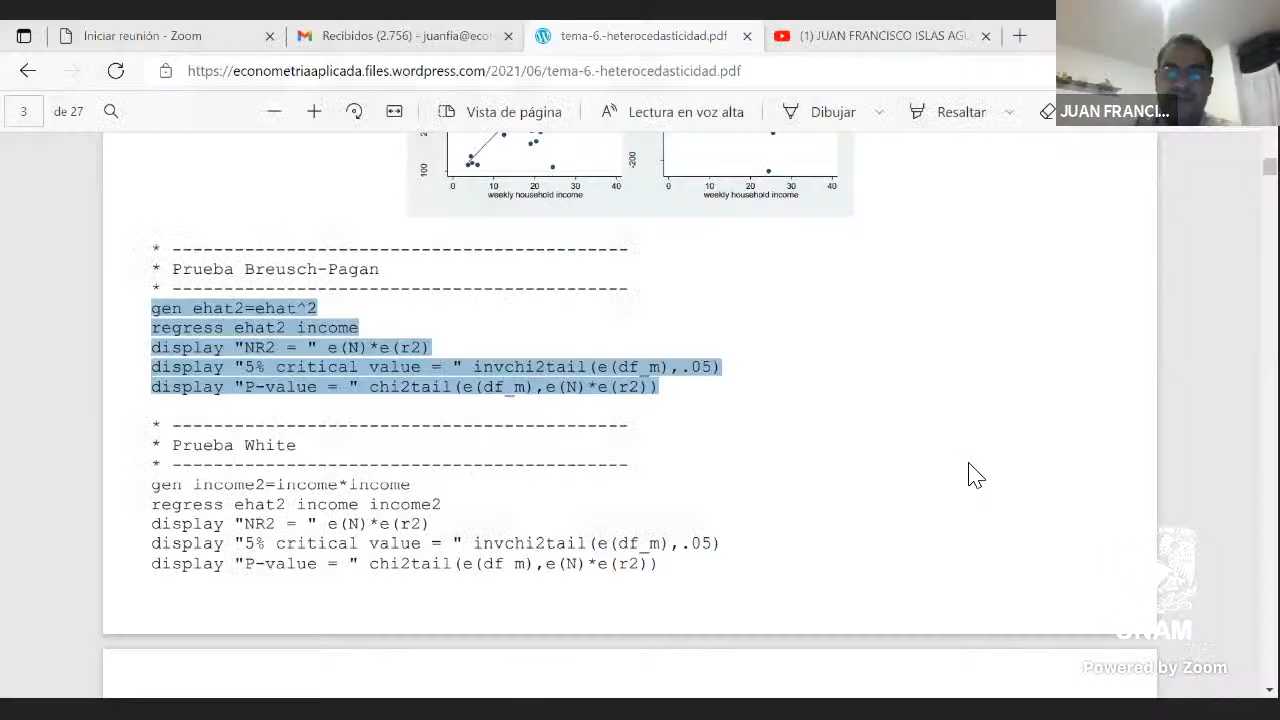 Iniciar reunión - Zoom
Recibidos (2.756) - juanfia@eco
tema-6.-heterocedasticidad.pdf
(1) JUAN FRANCISCO ISLAS AGU
https://econometriaaplicada.files.wordpress.com/2021/06/tema-6.-heterocedasticidad.pdf
3 de 27
Vista de página
Lectura en voz alta
Dibujar
Resaltar
JUAN FRANCI...
100
0 10 20 30 40
weekly household income
-200
0 10 20 30 40
weekly household income
* --------------------------------------------
* Prueba Breusch-Pagan
* --------------------------------------------
gen ehat2=ehat^2
regress ehat2 income
display "NR2 = " e(N)*e(r2)
display "5% critical value = " invchi2tail(e(df_m),.05)
display "P-value = " chi2tail(e(df_m),e(N)*e(r2))
* --------------------------------------------
* Prueba White
* --------------------------------------------
gen income2=income*income
regress ehat2 income income2
display "NR2 = " e(N)*e(r2)
display "5% critical value = " invchi2tail(e(df_m),.05)
display "P-value = " chi2tail(e(df m),e(N)*e(r2))
UNAM
Powered by Zoom